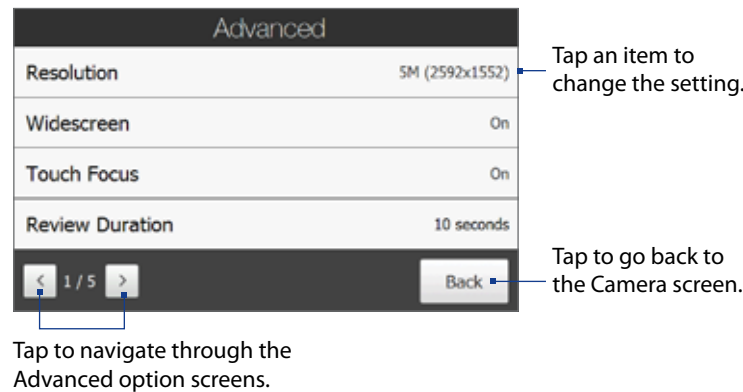 Advanced
Resolution 5M (2592x1552)
Tap an item to
change the setting.
Widescreen On
Touch Focus On
Review Duration 10 seconds
< 1 / 5 > Back
Tap to go back to
the Camera screen.
Tap to navigate through the
Advanced option screens.